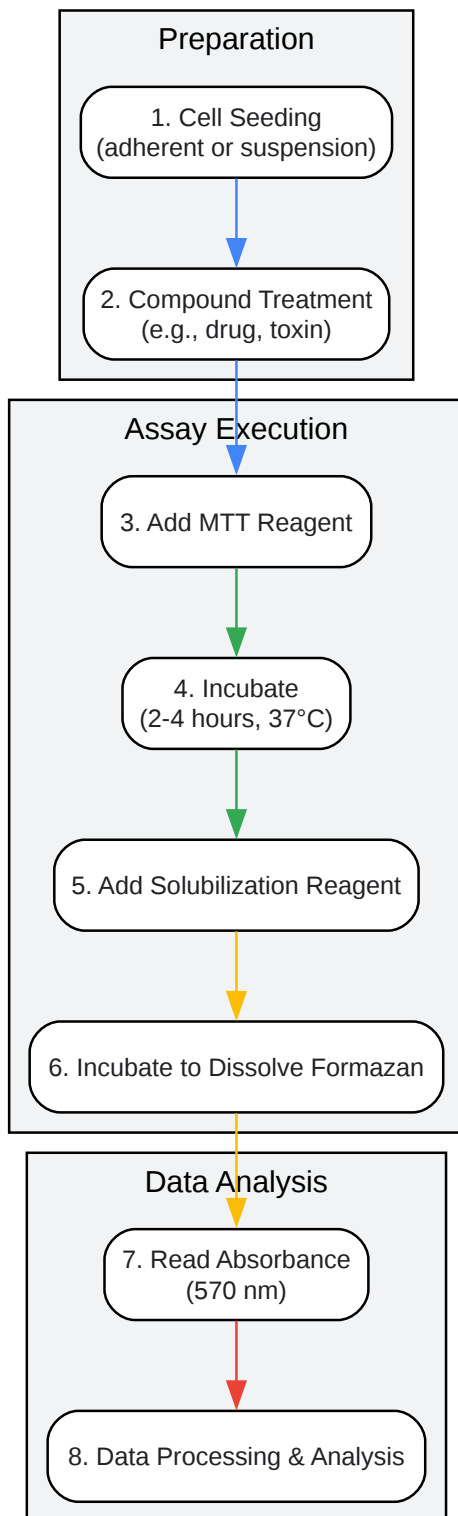 Preparation
1. Cell Seeding
(adherent or suspension)
2. Compound Treatment
(e.g., drug, toxin)
Assay Execution
3. Add MTT Reagent
4. Incubate
(2-4 hours, 37°C)
5. Add Solubilization Reagent
6. Incubate to Dissolve Formazan
Data Analysis
7. Read Absorbance
(570 nm)
8. Data Processing & Analysis